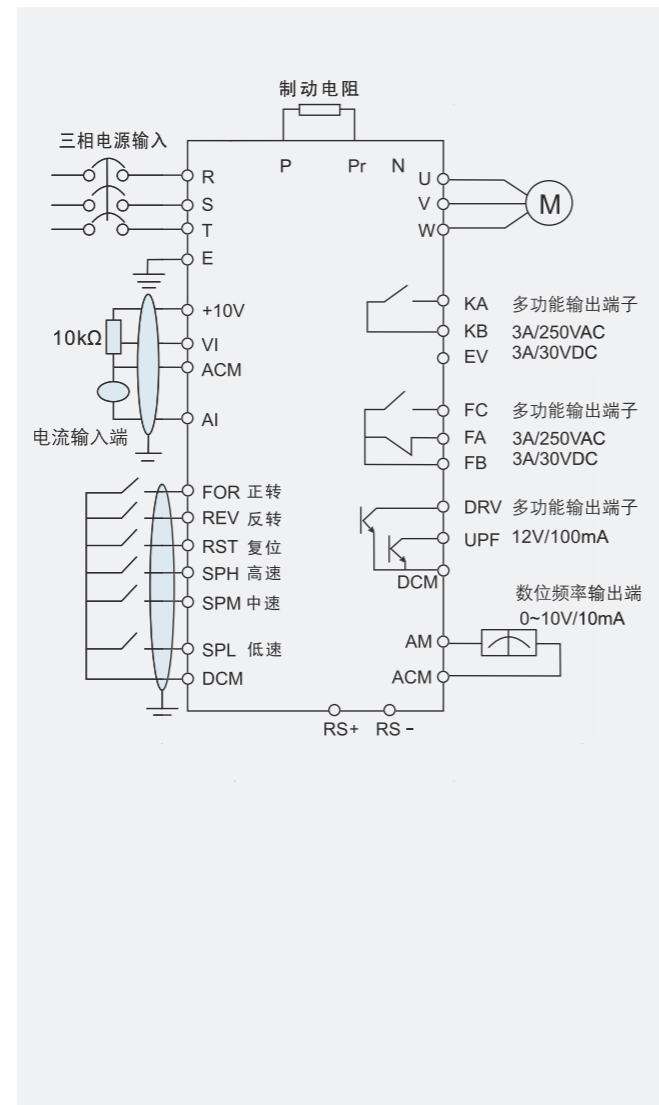 制动电阻
三相电源输入
P Pr N
R
S
T
E
U
V
W
M
+10V
10kΩ
VI
ACM
AI
电流输入端
KA 多功能输出端子
KB 3A/250VAC
EV 3A/30VDC
FC 多功能输出端子
FA 3A/250VAC
FB 3A/30VDC
FOR 正转
REV 反转
RST 复位
SPH 高速
SPM 中速
SPL 低速
DCM
DRV 多功能输出端子
UPF 12V/100mA
DCM
数位频率输出端
0~10V/10mA
AM
ACM
RS+ RS-